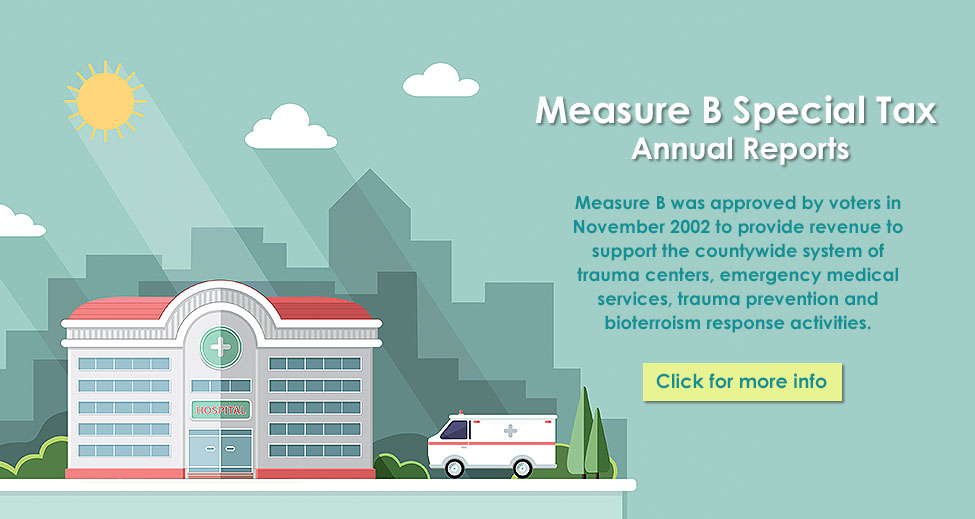 Measure B Special Tax
Annual Reports
Measure B was approved by voters in
November 2002 to provide revenue to
support the countywide system of
trauma centers, emergency medical
services, trauma prevention and
bioterroism response activities.
Click for more info
HOSPITAL